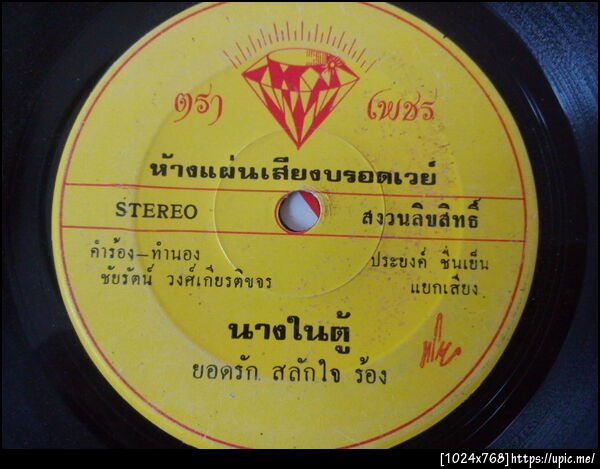 ตรา เพชร
ห้างแผ่นเสียงบรอดเวย์
STEREO สงวนลิขสิทธิ์
คำร้อง–ทำนอง
ชัยรัตน์ วงศ์เกียรติขจร
ประยงค์ ชื่นเย็น
แยกเสียง
นางในตู้
ยอดรัก สลักใจ ร้อง
[1024x768]https://upic.me/